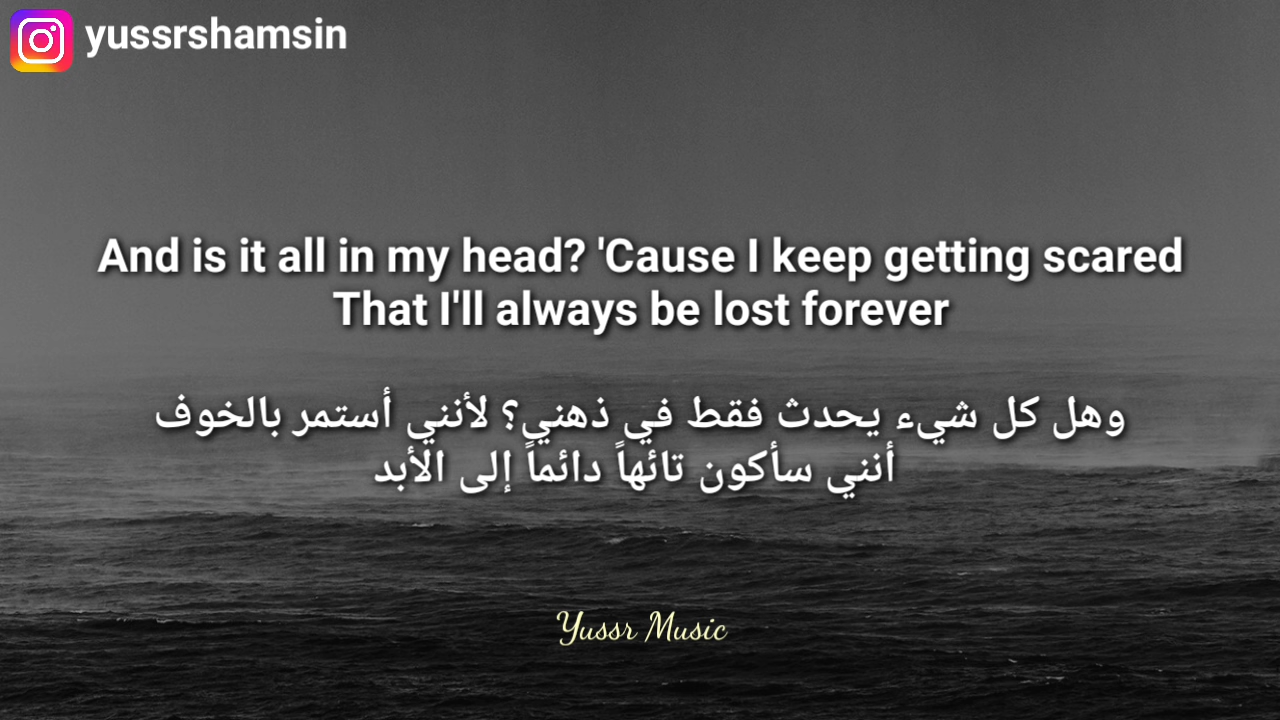 yussrshamsin
And is it all in my head? 'Cause I keep getting scared
That I'll always be lost forever
وهل كل شيء يحدث فقط في ذهني؟ لأنني أستمر بالخوف
أنني سأكون تائهاً دائماً إلى الأبد
Yussr Music